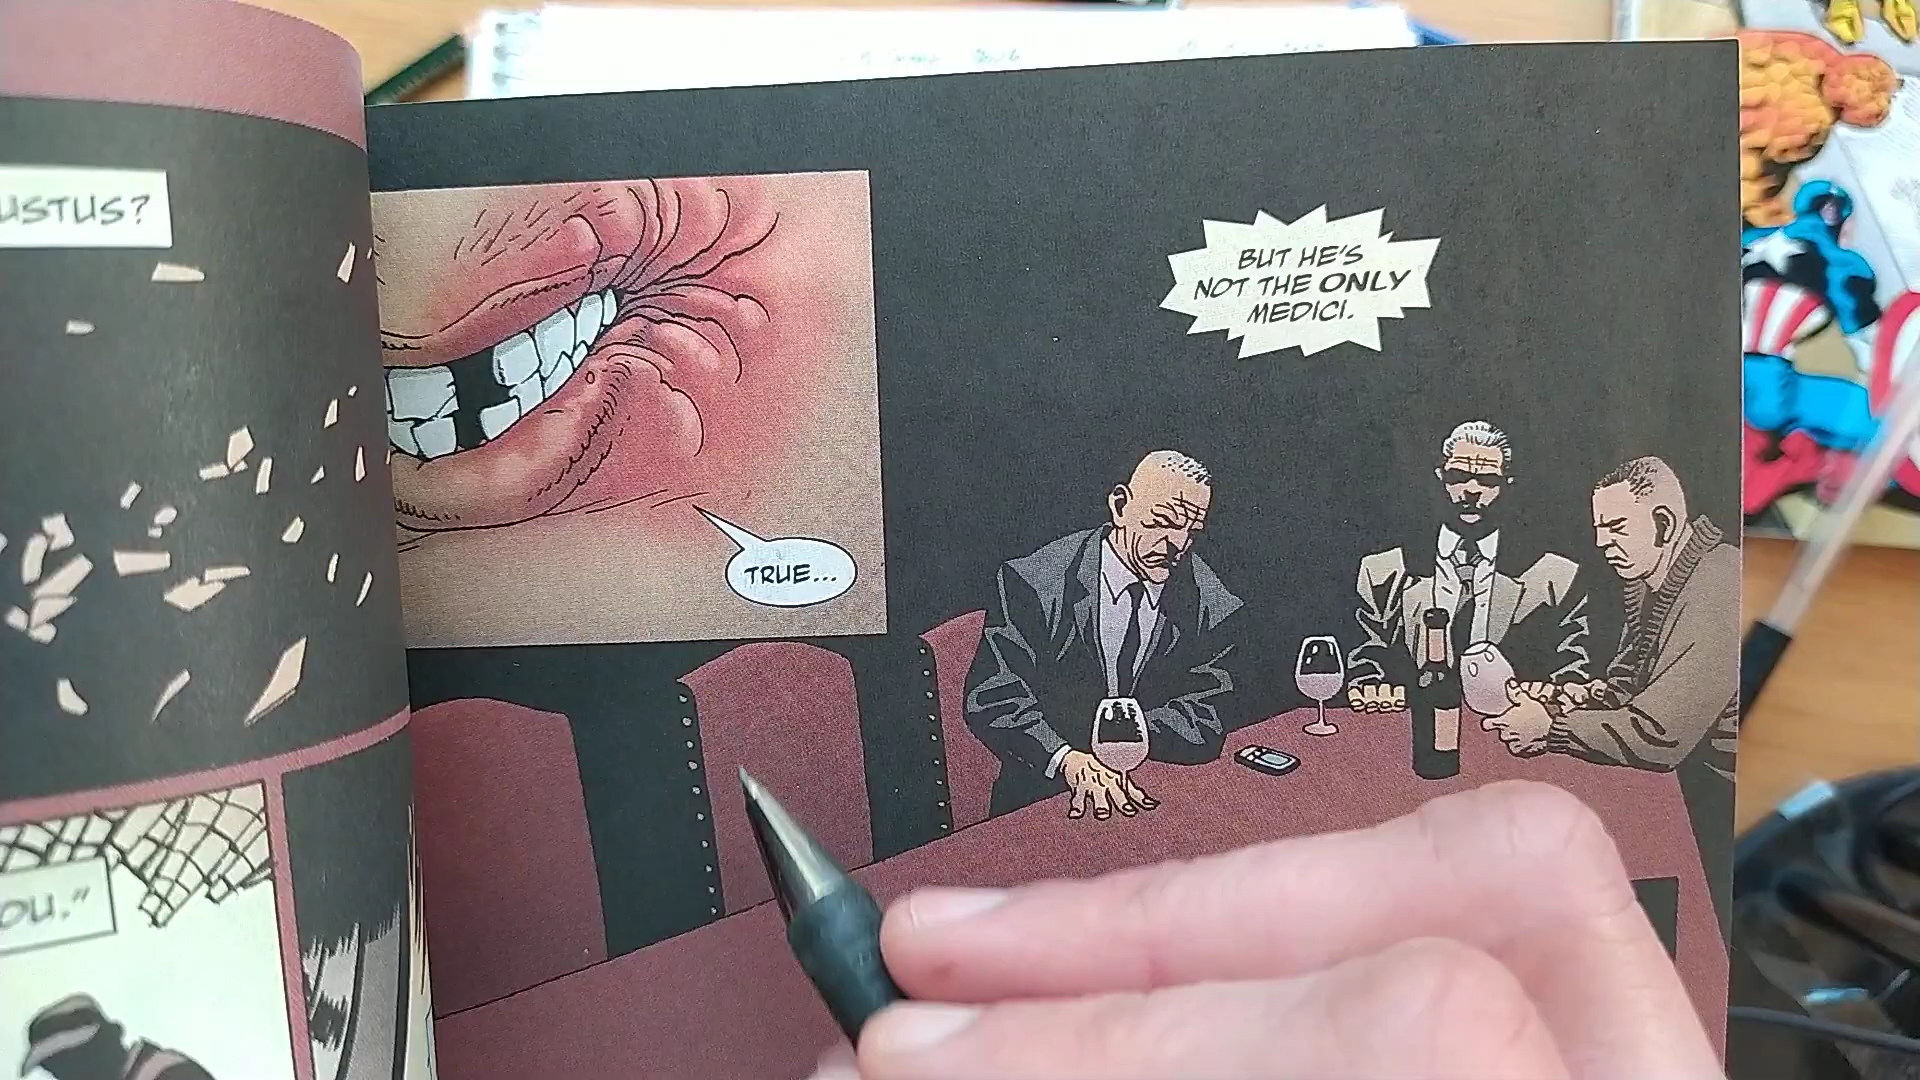 USTUS?
OU."
TRUE...
BUT HE'S
NOT THE ONLY
MEDICI.